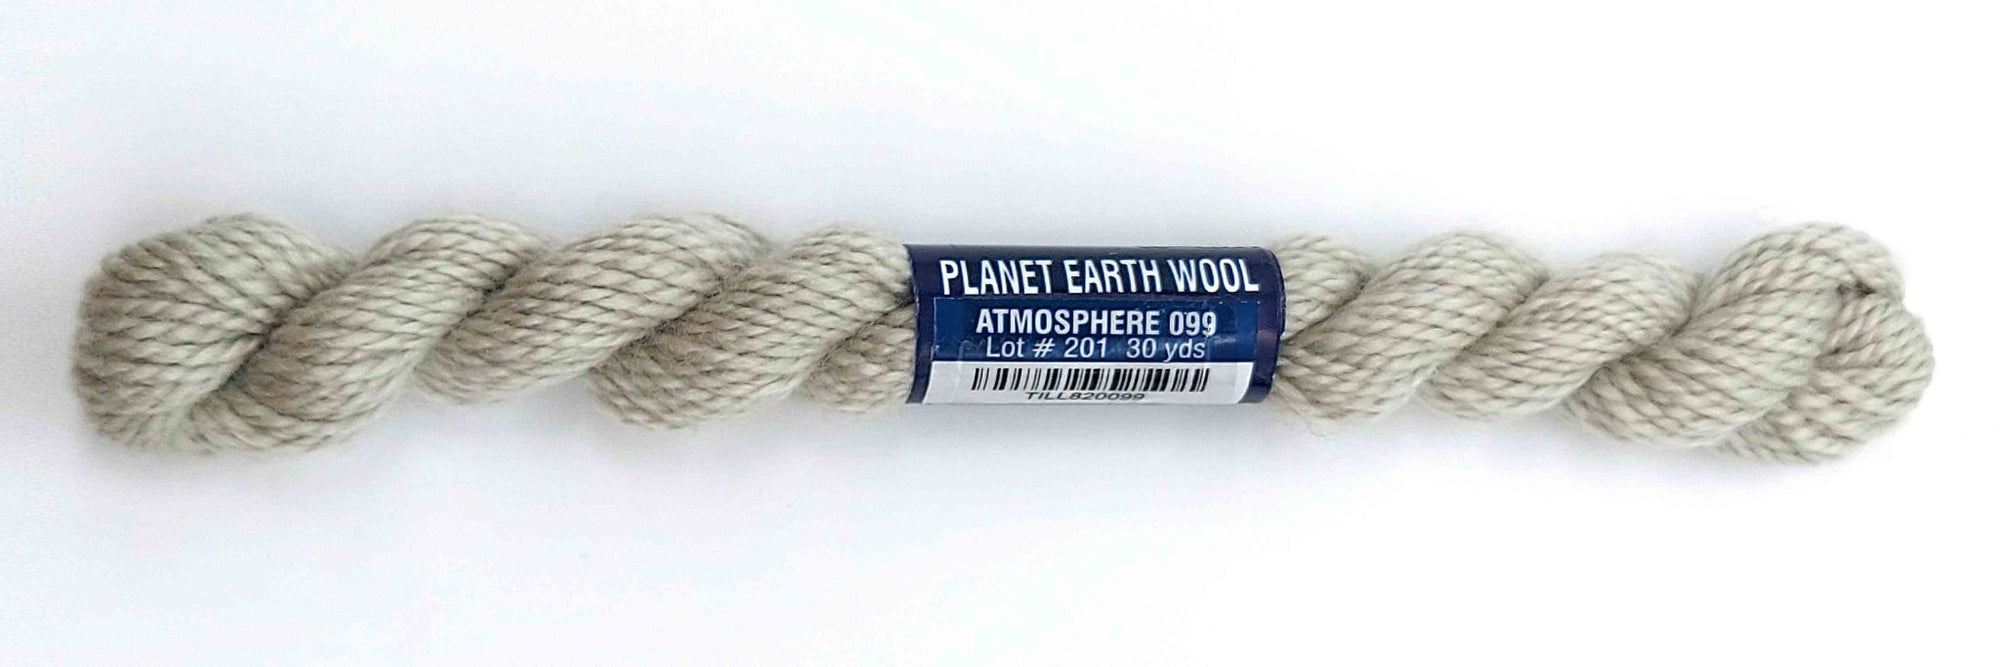 PLANET EARTH WOOL
ATMOSPHERE 099
Lot # 201 30 yds
TILL820099